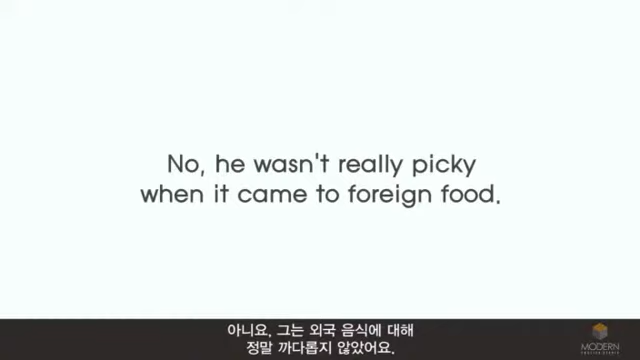 No, he wasn't really picky
when it came to foreign food.
아니요, 그는 외국 음식에 대해
정말 까다롭지 않았어요.
MODERN